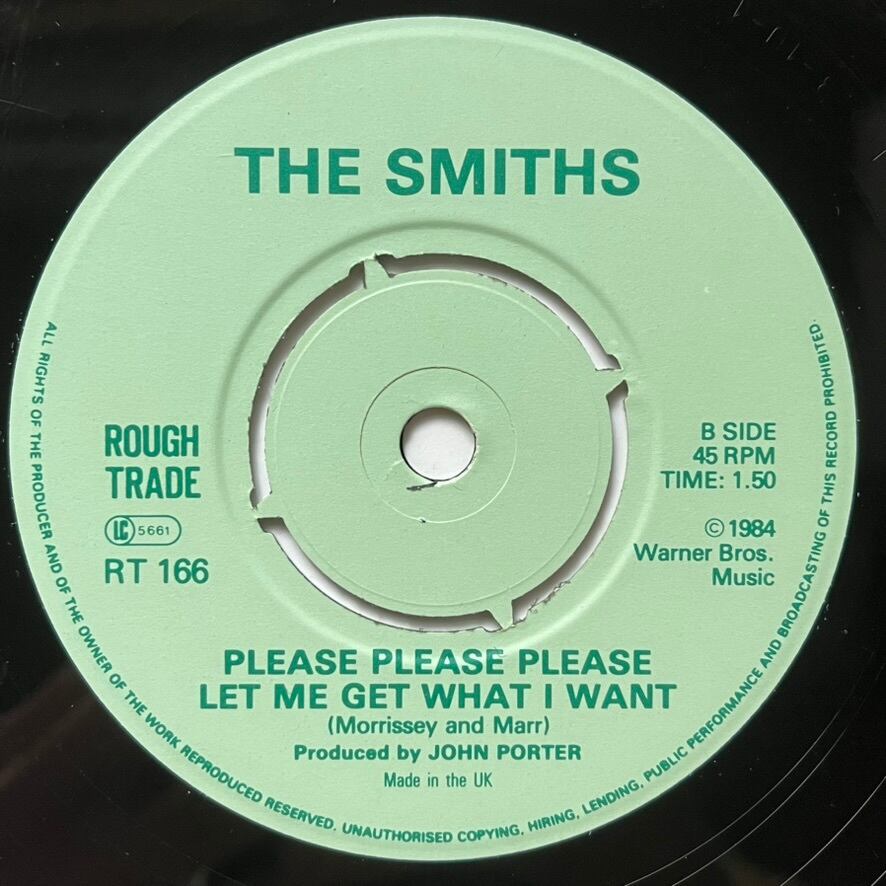 THE SMITHS
ROUGH
TRADE
LC 5661
RT 166
B SIDE
45 RPM
TIME: 1.50
© 1984
Warner Bros.
Music
PLEASE PLEASE PLEASE
LET ME GET WHAT I WANT
(Morrissey and Marr)
Produced by JOHN PORTER
Made in the UK
ALL RIGHTS OF THE PRODUCER AND OF THE OWNER OF THE WORK REPRODUCED RESERVED. UNAUTHORISED COPYING, HIRING, LENDING, PUBLIC PERFORMANCE AND BROADCASTING OF THIS RECORD PROHIBITED.